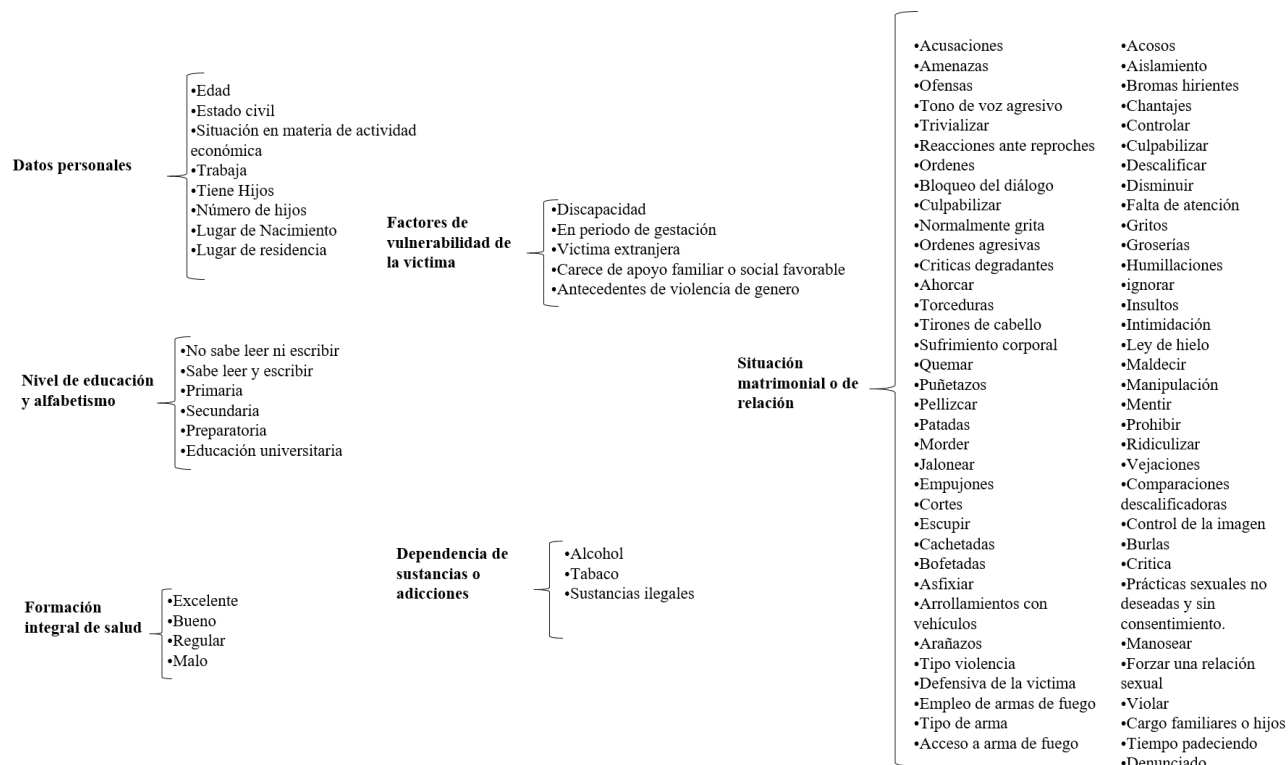 Datos personales
•Edad
•Estado civil
•Situación en materia de actividad
económica
•Trabaja
•Tiene Hijos
•Número de hijos
•Lugar de Nacimiento
•Lugar de residencia
Nivel de educación
y alfabetismo
•No sabe leer ni escribir
•Sabe leer y escribir
•Primaria
•Secundaria
•Preparatoria
•Educación universitaria
Formación
integral de salud
•Excelente
•Bueno
•Regular
•Malo
Factores de
vulnerabilidad de
la victima
•Discapacidad
•En periodo de gestación
•Victima extranjera
•Carece de apoyo familiar o social favorable
•Antecedentes de violencia de genero
Dependencia de
sustancias o
adicciones
•Alcohol
•Tabaco
•Sustancias ilegales
Situación
matrimonial o de
relación
•Acusaciones
•Amenazas
•Ofensas
•Tono de voz agresivo
•Trivializar
•Reacciones ante reproches
•Ordenes
•Bloqueo del diálogo
•Culpabilizar
•Normalmente grita
•Ordenes agresivas
•Criticas degradantes
•Ahorcar
•Torceduras
•Tirones de cabello
•Sufrimiento corporal
•Quemar
•Puñetazos
•Pellizcar
•Patadas
•Morder
•Jalonear
•Empujones
•Cortes
•Escupir
•Cachetadas
•Bofetadas
•Asfixiar
•Arrollamientos con
vehículos
•Arañazos
•Tipo violencia
•Defensiva de la victima
•Empleo de armas de fuego
•Tipo de arma
•Acceso a arma de fuego
•Acosos
•Aislamiento
•Bromas hirientes
•Chantajes
•Controlar
•Culpabilizar
•Descalificar
•Disminuir
•Falta de atención
•Gritos
•Groserías
•Humillaciones
•ignorar
•Insultos
•Intimidación
•Ley de hielo
•Maldecir
•Manipulación
•Mentir
•Prohibir
•Ridiculizar
•Vejaciones
•Comparaciones
descalificadoras
•Control de la imagen
•Burlas
•Critica
•Prácticas sexuales no
deseadas y sin
consentimiento.
•Manosear
•Forzar una relación
sexual
•Violar
•Cargo familiares o hijos
•Tiempo padeciendo
•Denunciado